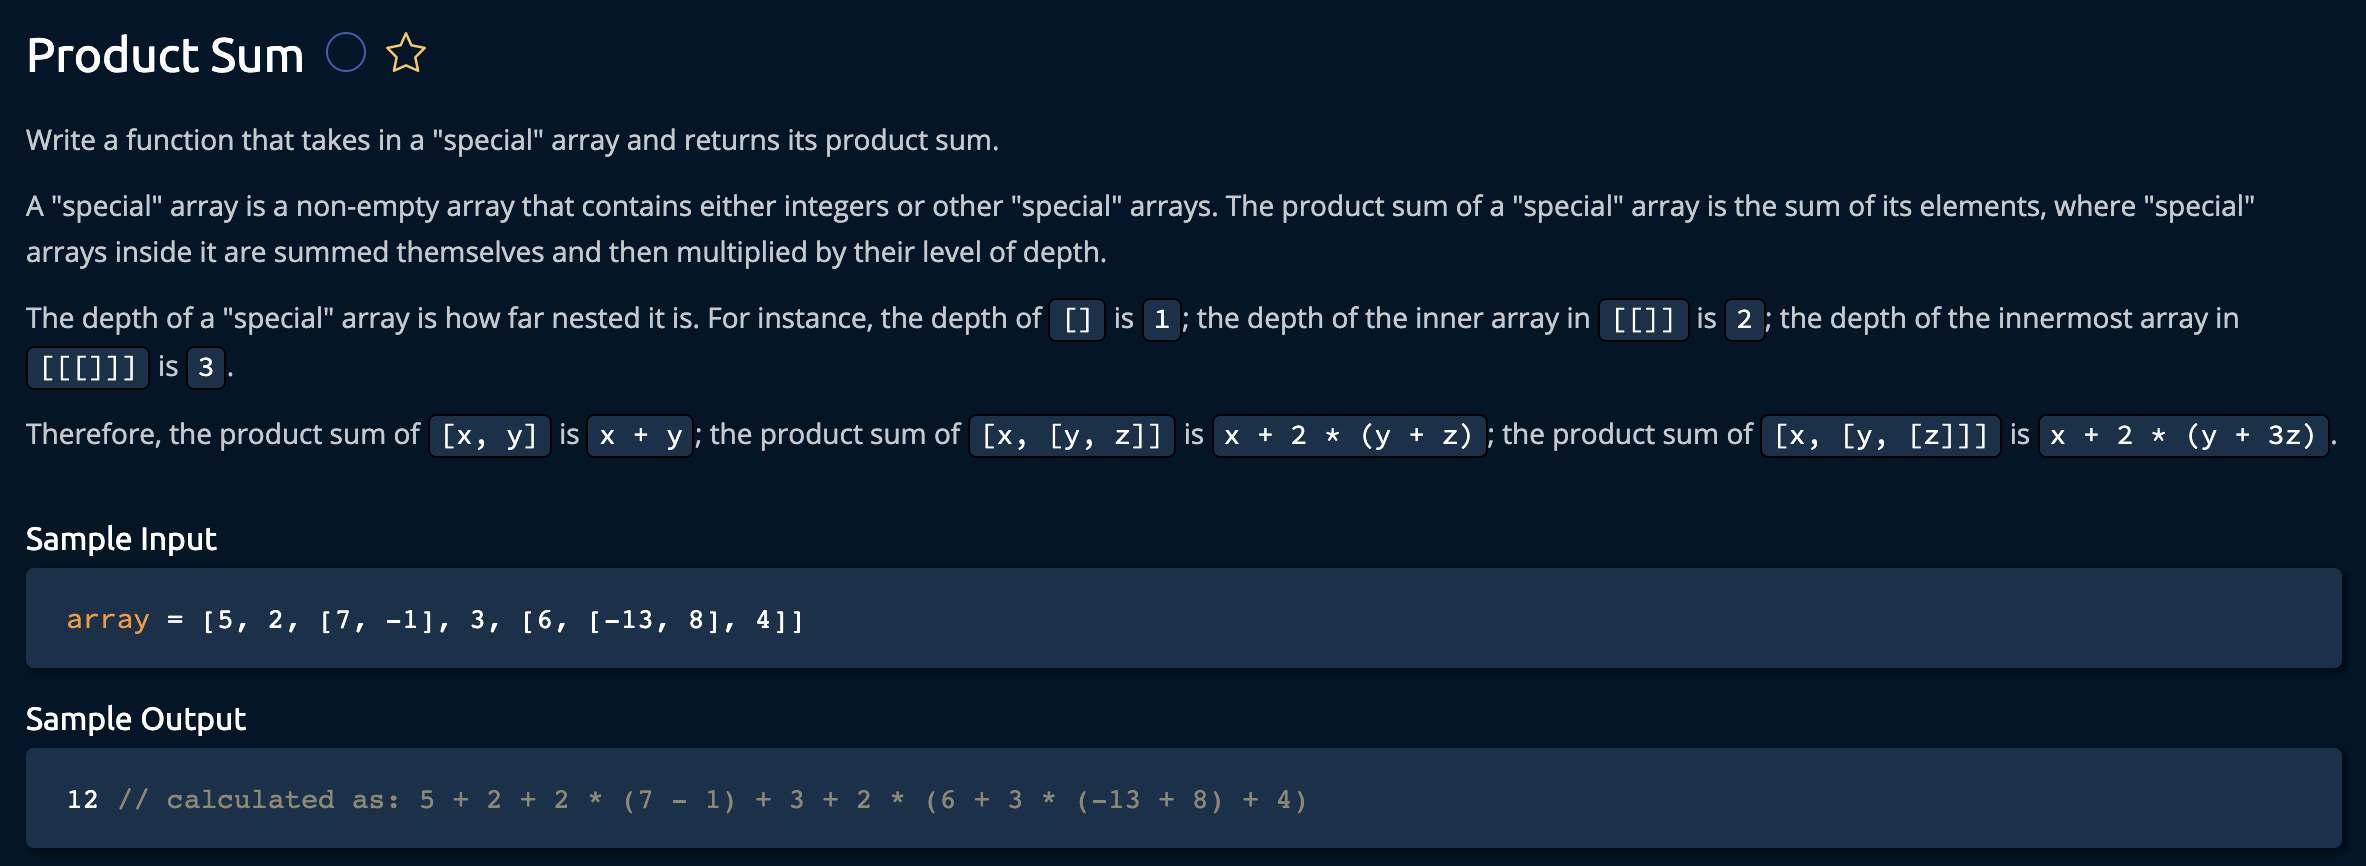 Product Sum
Write a function that takes in a "special" array and returns its product sum.
A "special" array is a non-empty array that contains either integers or other "special" arrays. The product sum of a "special" array is the sum of its elements, where "special"
arrays inside it are summed themselves and then multiplied by their level of depth.
The depth of a "special" array is how far nested it is. For instance, the depth of [] is 1; the depth of the inner array in [[]] is 2; the depth of the innermost array in
[[[]]] is 3.
Therefore, the product sum of [x, y] is x + y; the product sum of [x, [y, z]] is x + 2 * (y + z); the product sum of [x, [y, [z]]] is x + 2 * (y + 3z).
Sample Input
array = [5, 2, [7, -1], 3, [6, [-13, 8], 4]]
Sample Output
12 // calculated as: 5 + 2 + 2 * (7 - 1) + 3 + 2 * (6 + 3 * (-13 + 8) + 4)